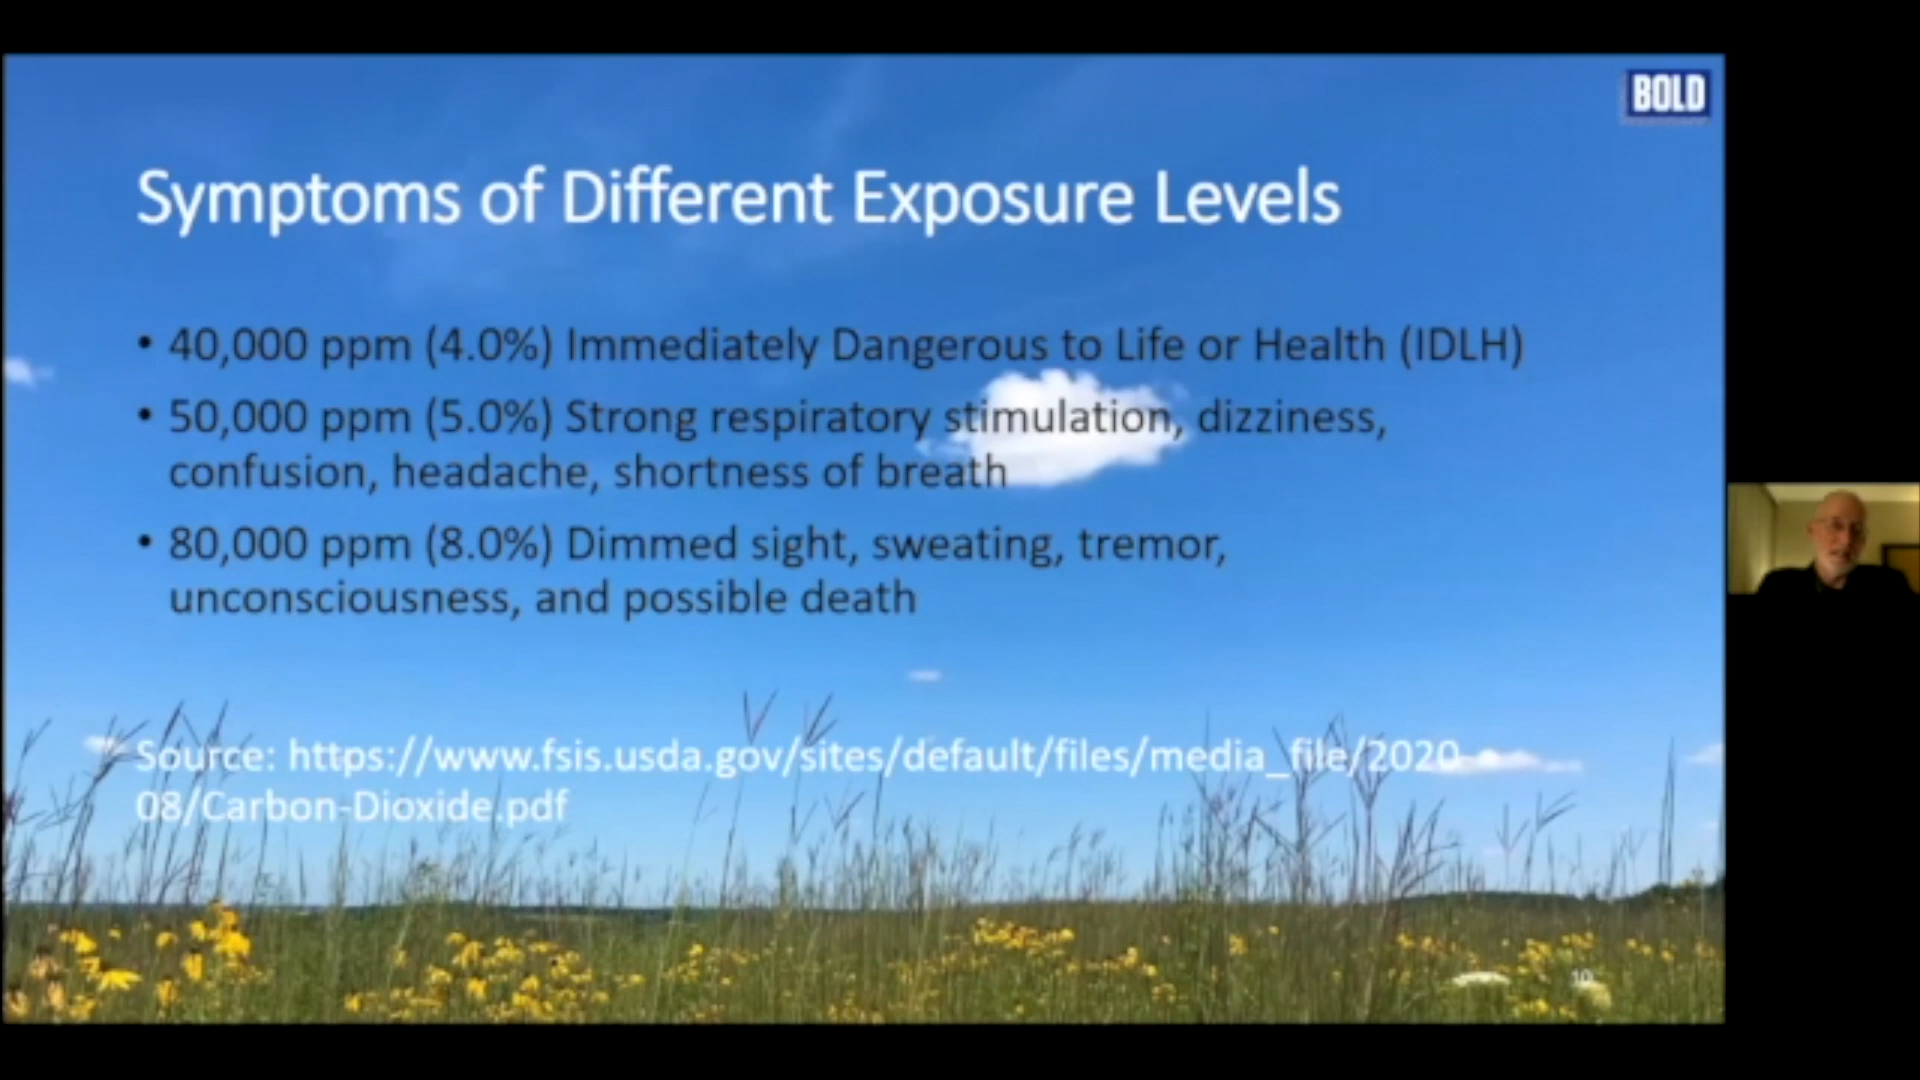 BOLD
Symptoms of Different Exposure Levels
• 40,000 ppm (4.0%) Immediately Dangerous to Life or Health (IDLH)
• 50,000 ppm (5.0%) Strong respiratory stimulation, dizziness,
confusion, headache, shortness of breath
• 80,000 ppm (8.0%) Dimmed sight, sweating, tremor,
unconsciousness, and possible death
Source: https://www.fsis.usda.gov/sites/default/files/media_file/2020-
08/Carbon-Dioxide.pdf
10